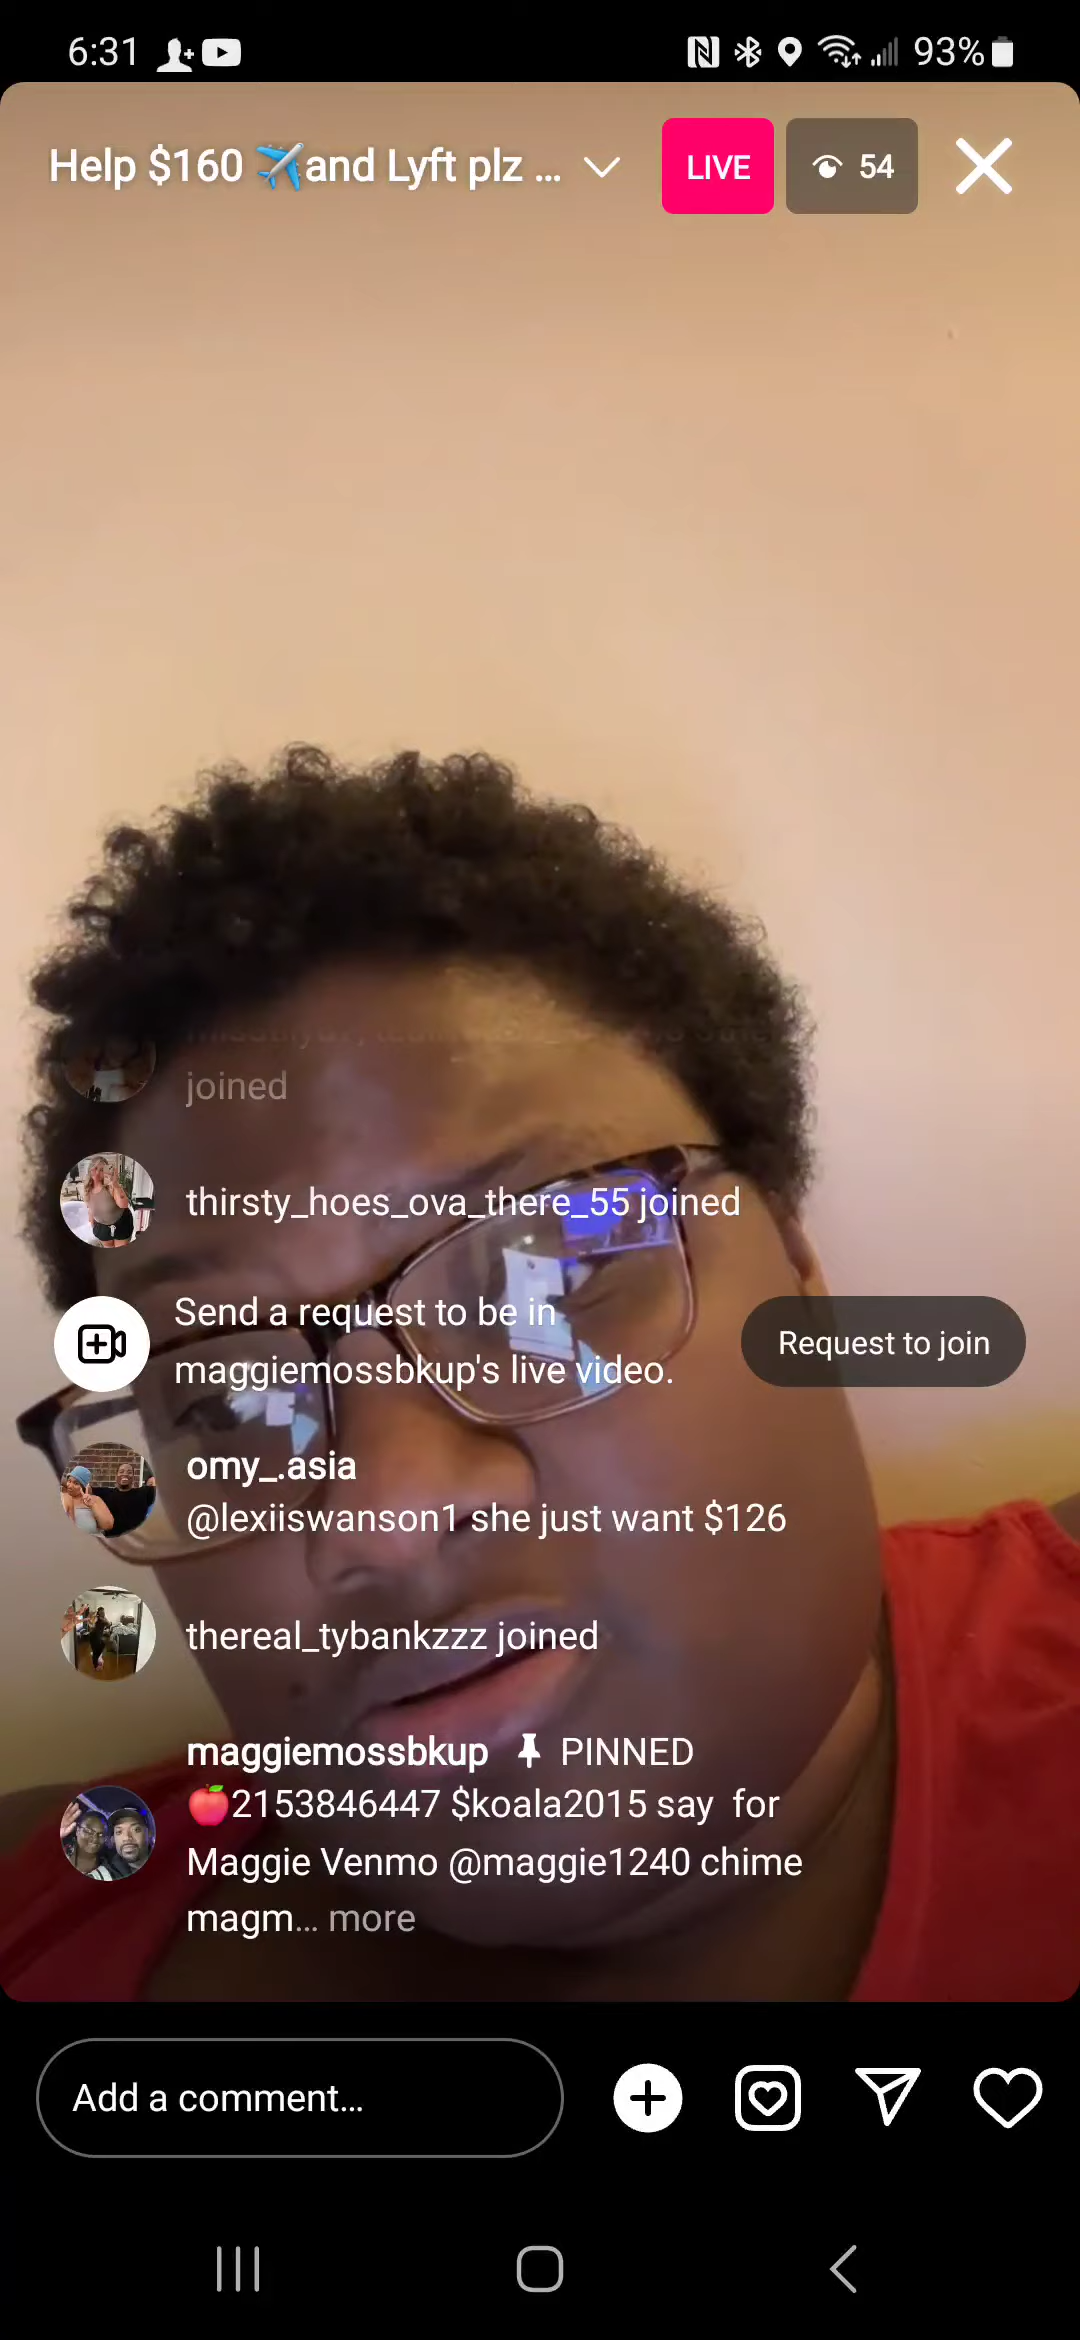 6:31
93%
Help $160 ✈️and Lyft plz ...
LIVE
54
joined
thirsty_hoes_ova_there_55 joined
Send a request to be in
maggiemossbkup's live video.
Request to join
omy_.asia
@lexiiswanson1 she just want $126
thereal_tybankzzz joined
maggiemossbkup PINNED
🍎2153846447 $koala2015 say for
Maggie Venmo @maggie1240 chime
magm... more
Add a comment...